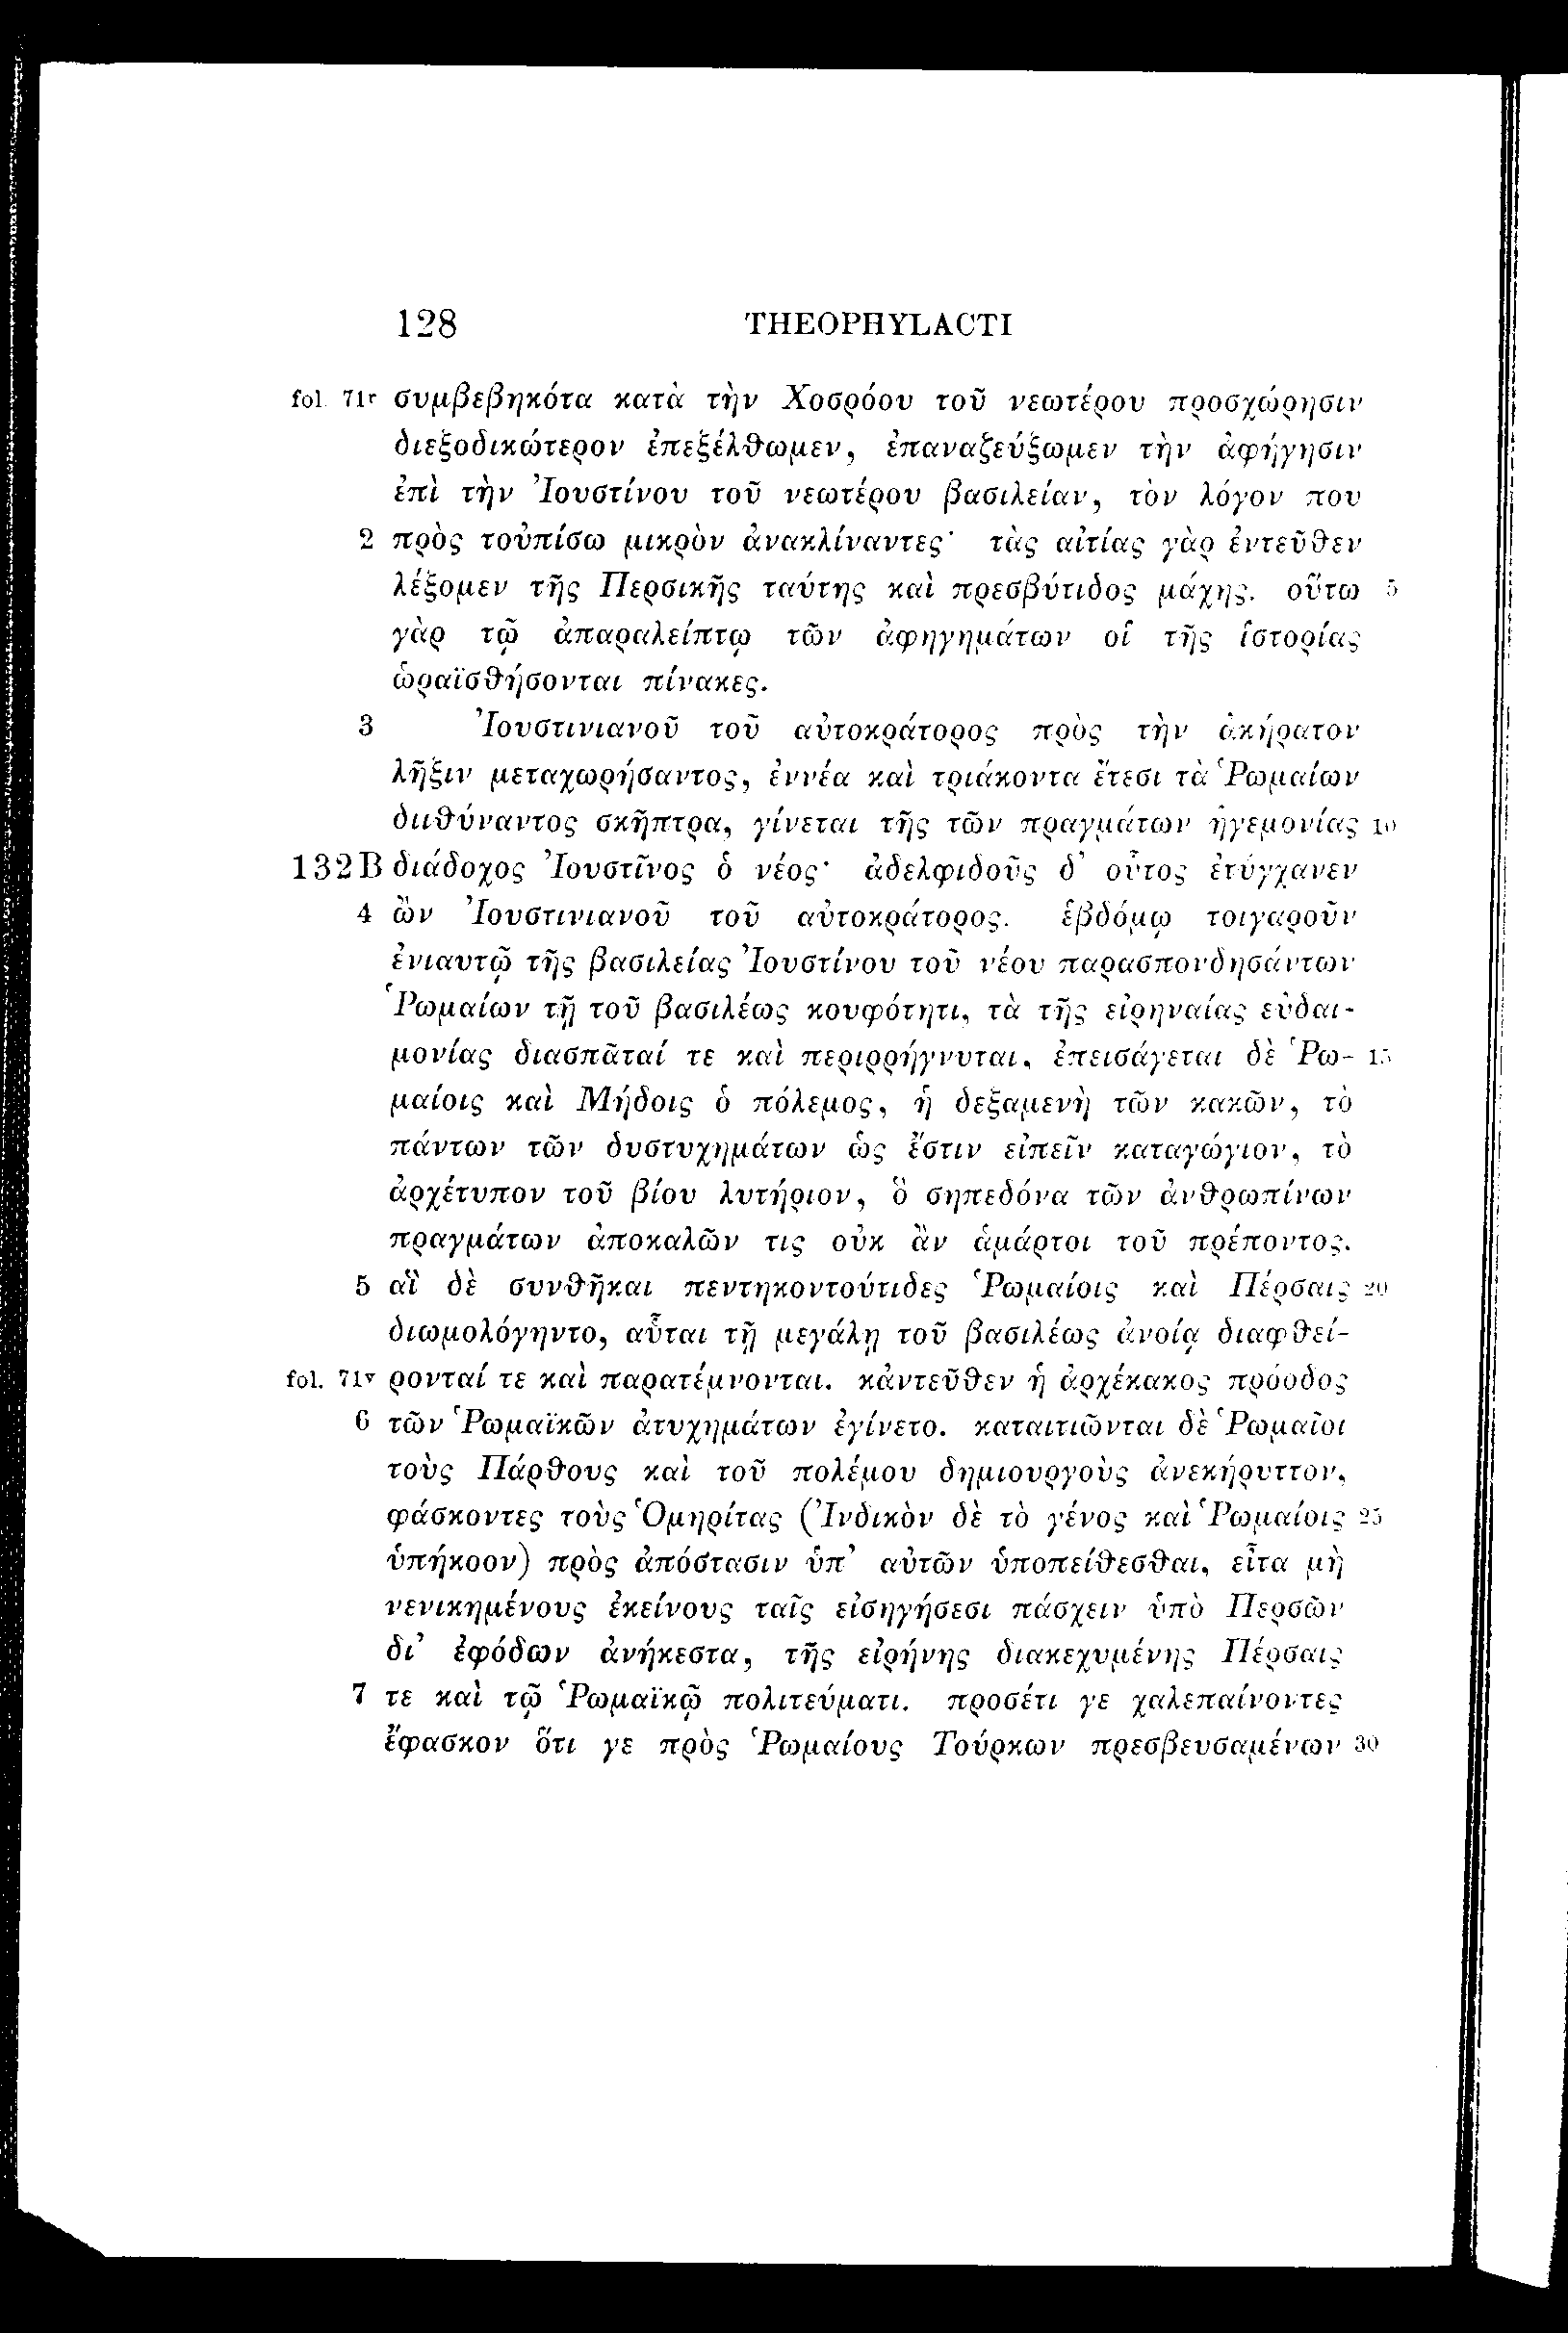 128 THEOPHYLACTI
fol. 71r συμβεβηκότα κατὰ τὴν Χοσρόου τοῦ νεωτέρου προσχώρησιν
διεξοδικώτερον ἐπεξέλθωμεν, ἐπαναζεύξωμεν τὴν ἀφήγησιν
ἐπὶ τὴν Ἰουστίνου τοῦ νεωτέρου βασιλείαν, τὸν λόγον που
2 πρὸς τοὐπίσω μικρὸν ἀνακλίναντες· τὰς αἰτίας γὰρ ἐντεῦθεν
λέξομεν τῆς Περσικῆς ταύτης καὶ πρεσβύτιδος μάχης. οὕτω 5
γὰρ τῷ ἀπαραλείπτῳ τῶν ἀφηγημάτων οἱ τῆς ἱστορίας
ὡραϊσθήσονται πίνακες.
3 Ἰουστινιανοῦ τοῦ αὐτοκράτορος πρὸς τὴν ἀκήρατον
λῆξιν μεταχωρήσαντος, ἐννέα καὶ τριάκοντα ἔτεσι τὰ Ῥωμαίων
διιθύναντος σκῆπτρα, γίνεται τῆς τῶν πραγμάτων ἡγεμονίας 10
132B διάδοχος Ἰουστῖνος ὁ νέος· ἀδελφιδοῦς δ’ οὗτος ἐτύγχανεν
4 ὢν Ἰουστινιανοῦ τοῦ αὐτοκράτορος. ἑβδόμῳ τοιγαροῦν
ἐνιαυτῷ τῆς βασιλείας Ἰουστίνου τοῦ νέου παρασπονδησάντων
Ῥωμαίων τῇ τοῦ βασιλέως κουφότητι, τὰ τῆς εἰρηναίας εὐδαι-
μονίας διασπᾶταί τε καὶ περιρρήγνυται, ἐπεισάγεται δὲ Ῥω- 15
μαίοις καὶ Μήδοις ὁ πόλεμος, ἡ δεξαμενὴ τῶν κακῶν, τὸ
πάντων τῶν δυστυχημάτων ὡς ἔστιν εἰπεῖν καταγώγιον, τὸ
ἀρχέτυπον τοῦ βίου λυτήριον, ὃ σηπεδόνα τῶν ἀνθρωπίνων
πραγμάτων ἀποκαλῶν τις οὐκ ἂν ἁμάρτοι τοῦ πρέποντος.
5 αἳ δὲ συνθῆκαι πεντηκοντούτιδες Ῥωμαίοις καὶ Πέρσαις 20
διωμολόγηντο, αὗται τῇ μεγάλῃ τοῦ βασιλέως ἀνοίᾳ διαφθεί-
fol. 71v ρονταί τε καὶ παρατέμνονται. κἀντεῦθεν ἡ ἀρχέκακος πρόοδος
6 τῶν Ῥωμαϊκῶν ἀτυχημάτων ἐγίνετο. καταιτιῶνται δὲ Ῥωμαῖοι
τοὺς Πάρθους καὶ τοῦ πολέμου δημιουργοὺς ἀνεκήρυττον,
φάσκοντες τοὺς Ὁμηρίτας (Ἰνδικὸν δὲ τὸ γένος καὶ Ῥωμαίοις 25
ὑπήκοον) πρὸς ἀπόστασιν ὑπ’ αὐτῶν ὑποπείθεσθαι, εἶτα μὴ
νενικημένους ἐκείνους ταῖς εἰσηγήσεσι πάσχειν ὑπὸ Περσῶν
δι’ ἐφόδων ἀνήκεστα, τῆς εἰρήνης διακεχυμένης Πέρσαις
7 τε καὶ τῷ Ῥωμαϊκῷ πολιτεύματι. προσέτι γε χαλεπαίνοντες
ἔφασκον ὅτι γε πρὸς Ῥωμαίους Τούρκων πρεσβευσαμένων 30